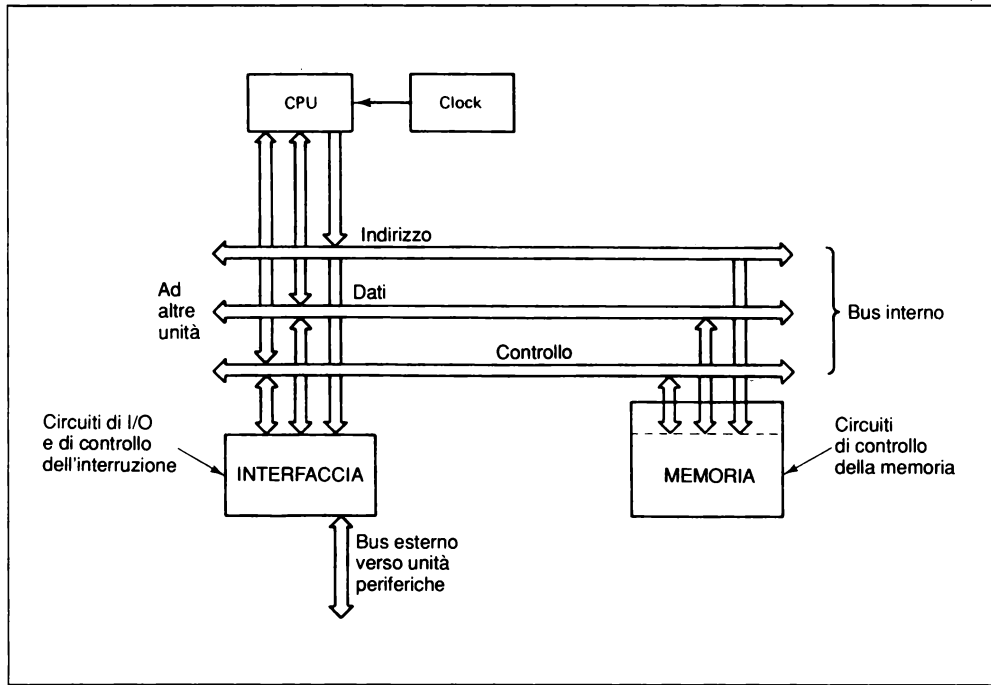 CPU
Clock
Indirizzo
Ad
altre
unità
Dati
Bus interno
Controllo
Circuiti di I/O
e di controllo
dell'interruzione
INTERFACCIA
MEMORIA
Circuiti
di controllo
della memoria
Bus esterno
verso unità
periferiche